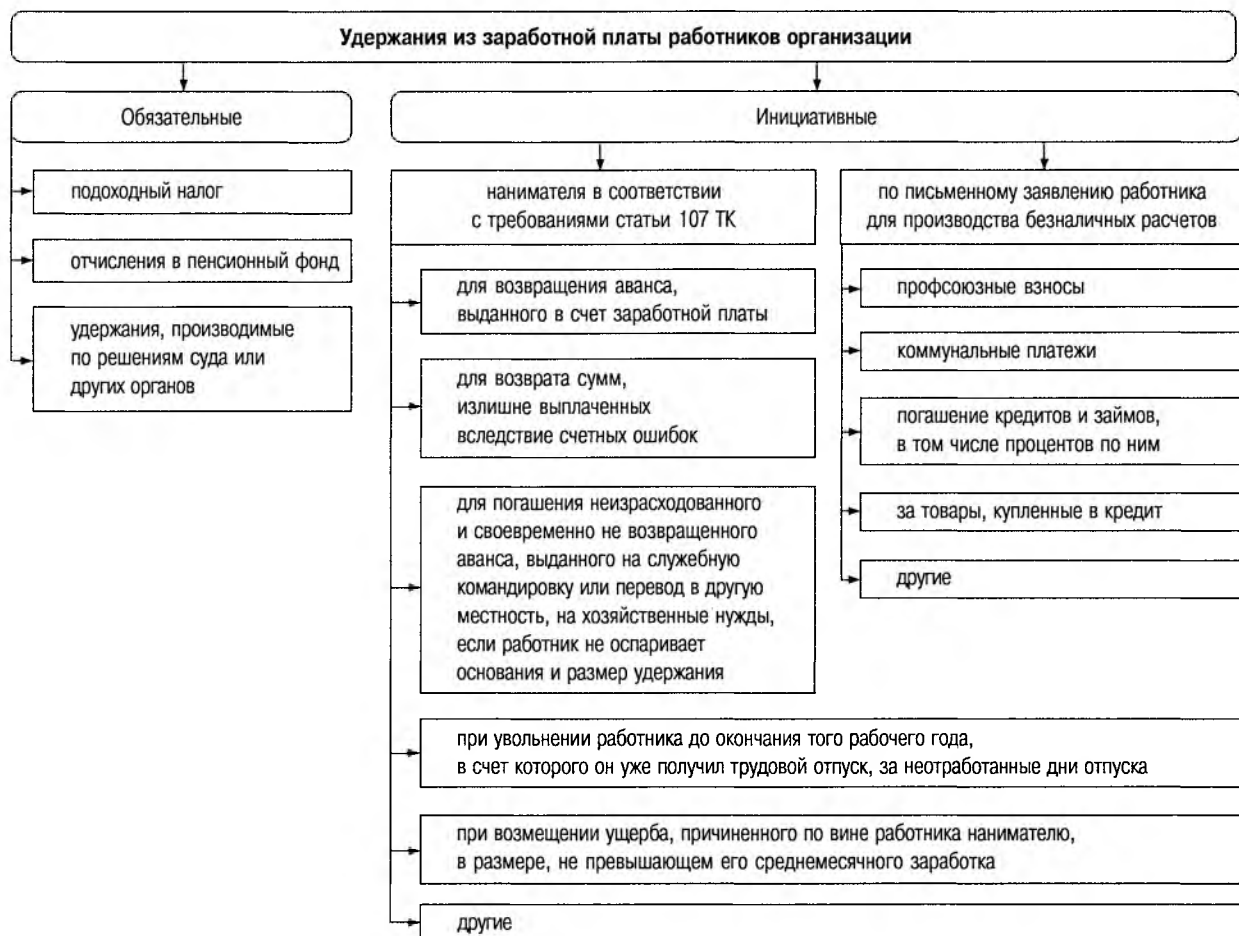 Удержания из заработной платы работников организации
Обязательные
подоходный налог
отчисления в пенсионный фонд
удержания, производимые
по решениям суда или
других органов
Инициативные
нанимателя в соответствии
с требованиями статьи 107 ТК
для возвращения аванса,
выданного в счет заработной платы
для возврата сумм,
излишне выплаченных
вследствие счетных ошибок
для погашения неизрасходованного
и своевременно не возвращенного
аванса, выданного на служебную
командировку или перевод в другую
местность, на хозяйственные нужды,
если работник не оспаривает
основания и размер удержания
при увольнении работника до окончания того рабочего года,
в счет которого он уже получил трудовой отпуск, за неотработанные дни отпуска
при возмещении ущерба, причиненного по вине работника нанимателю,
в размере, не превышающем его среднемесячного заработка
другие
по письменному заявлению работника
для производства безналичных расчетов
профсоюзные взносы
коммунальные платежи
погашение кредитов и займов,
в том числе процентов по ним
за товары, купленные в кредит
другие